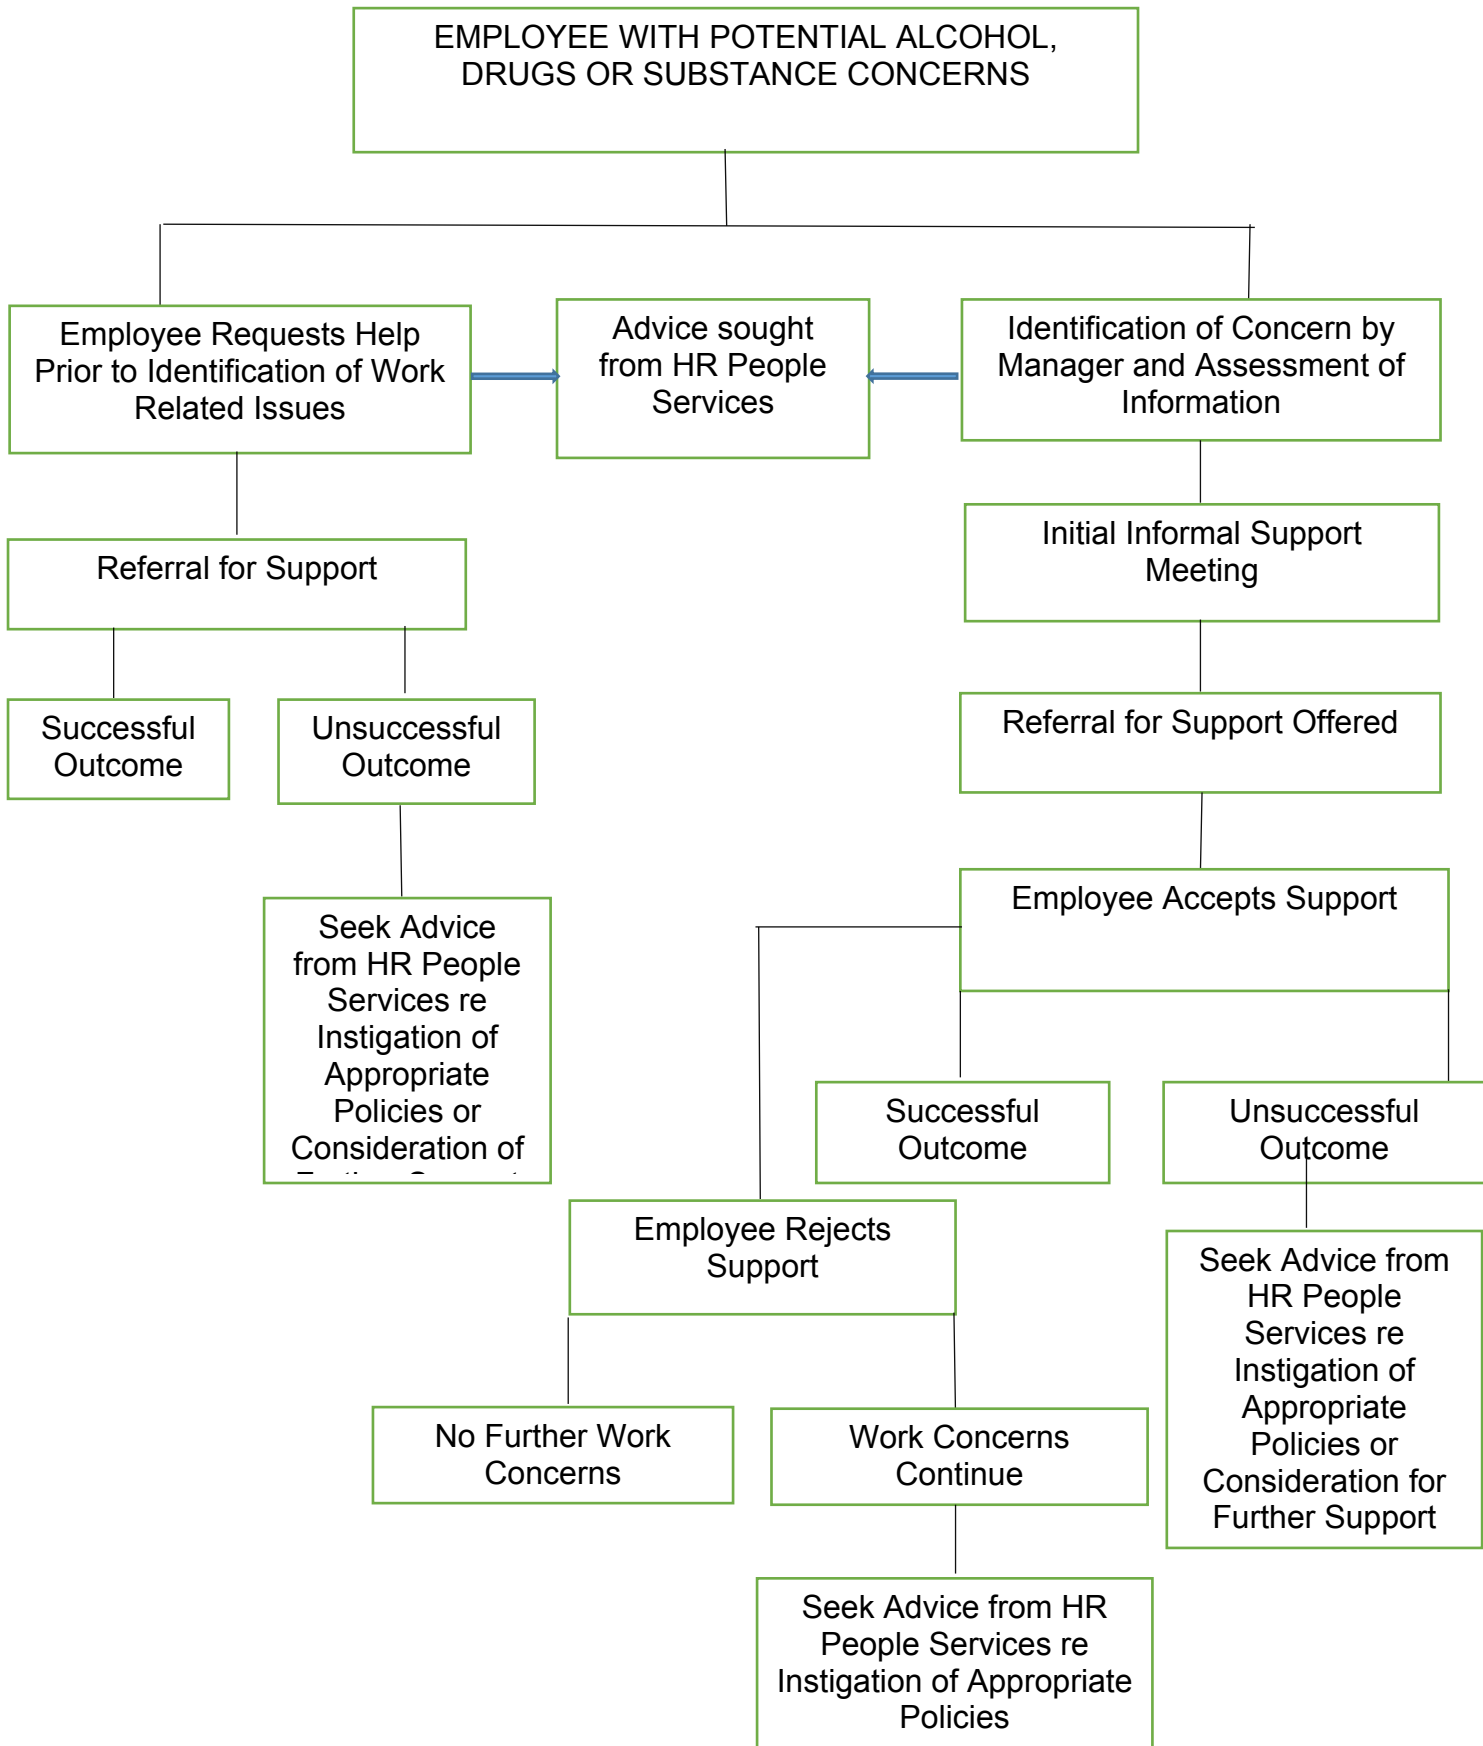 EMPLOYEE WITH POTENTIAL ALCOHOL,
DRUGS OR SUBSTANCE CONCERNS
Employee Requests Help
Prior to Identification of Work
Related Issues
Advice sought
from HR People
Services
Identification of Concern by
Manager and Assessment of
Information
Referral for Support
Initial Informal Support
Meeting
Successful
Outcome
Unsuccessful
Outcome
Referral for Support Offered
Seek Advice
from HR People
Services re
Instigation of
Appropriate
Policies or
Consideration of
Employee Accepts Support
Successful
Outcome
Unsuccessful
Outcome
Employee Rejects
Support
Seek Advice from
HR People
Services re
Instigation of
Appropriate
Policies or
Consideration for
Further Support
No Further Work
Concerns
Work Concerns
Continue
Seek Advice from HR
People Services re
Instigation of Appropriate
Policies